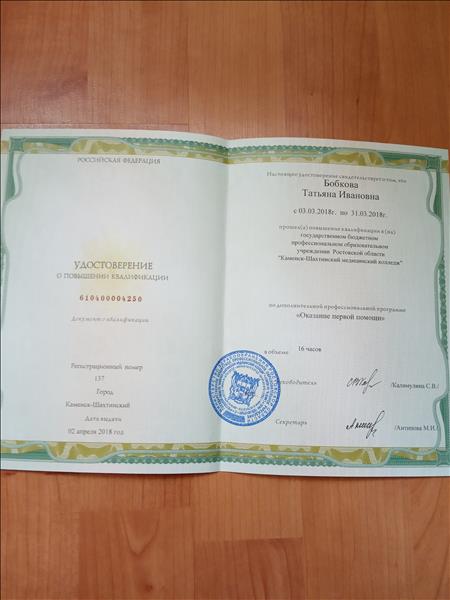 РОССИЙСКАЯ ФЕДЕРАЦИЯ
УДОСТОВЕРЕНИЕ
О ПОВЫШЕНИИ КВАЛИФИКАЦИИ
610400004250
Документ о квалификации
Регистрационный номер
137
Город
Каменск-Шахтинский
Дата выдачи
02 апреля 2018 год
Настоящее удостоверение свидетельствует о том, что
Бобкова
Татьяна Ивановна
с 03.03.2018г. по 31.03.2018г.
прошел(а) повышение квалификации в (на)
государственном бюджетном
профессиональном образовательном
учреждении Ростовской области
"Каменск-Шахтинский медицинский колледж"
по дополнительной профессиональной программе
«Оказание первой помощи»
в объеме 16 часов
Руководитель /Калимулина С.В./
Секретарь /Антипова М.И./